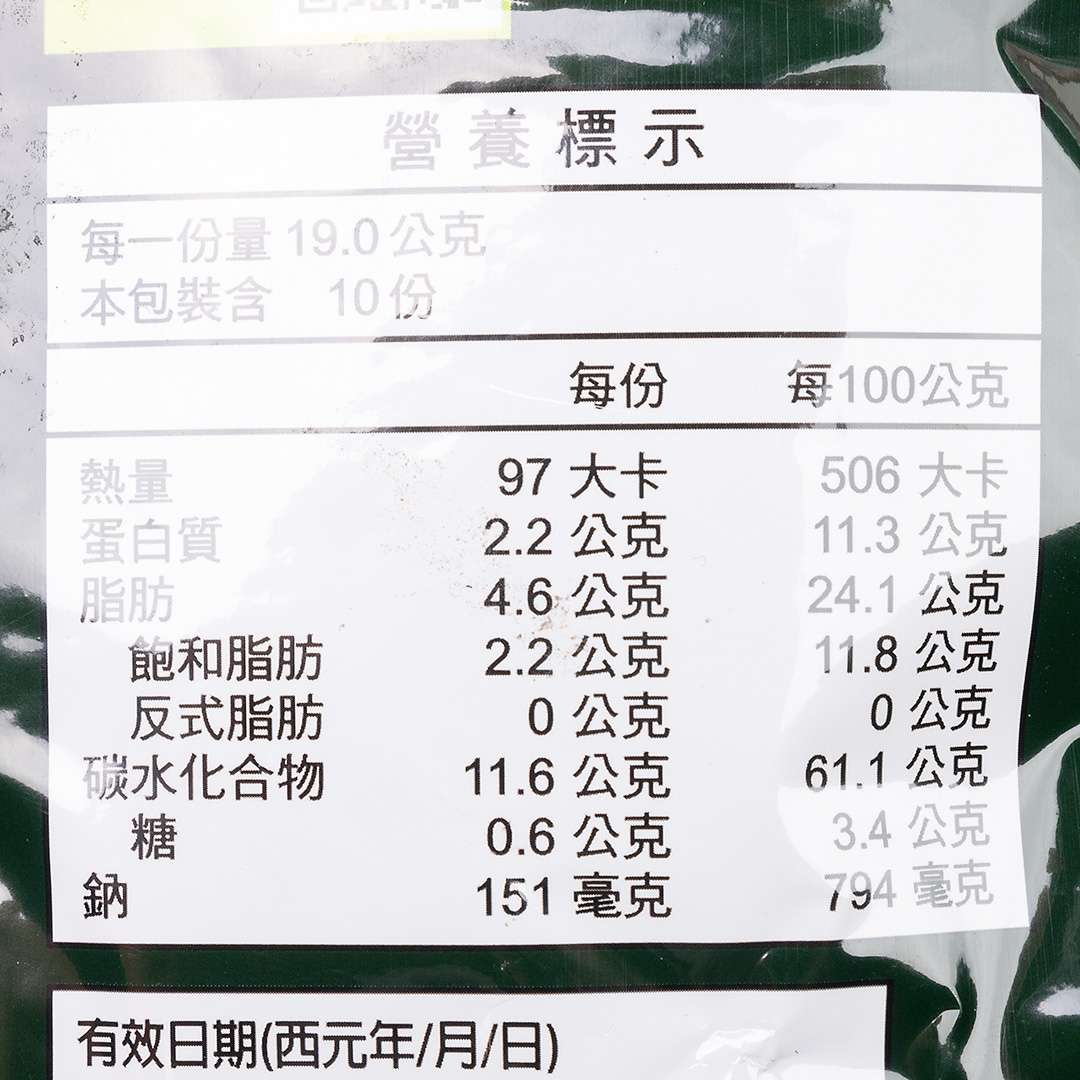 營養標示
每一份量 19.0 公克
本包裝含 10 份
每份 每100公克
熱量 97 大卡 506 大卡
蛋白質 2.2 公克 11.3 公克
脂肪 4.6 公克 24.1 公克
飽和脂肪 2.2 公克 11.8 公克
反式脂肪 0 公克 0 公克
碳水化合物 11.6 公克 61.1 公克
糖 0.6 公克 3.4 公克
鈉 151 毫克 794 毫克
有效日期(西元年/月/日)